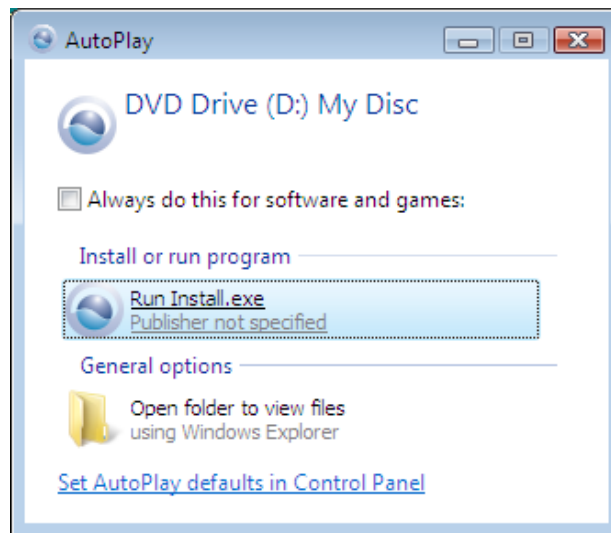 AutoPlay
DVD Drive (D:) My Disc
Always do this for software and games:
Install or run program
Run Install.exe
Publisher not specified
General options
Open folder to view files
using Windows Explorer
Set AutoPlay defaults in Control Panel